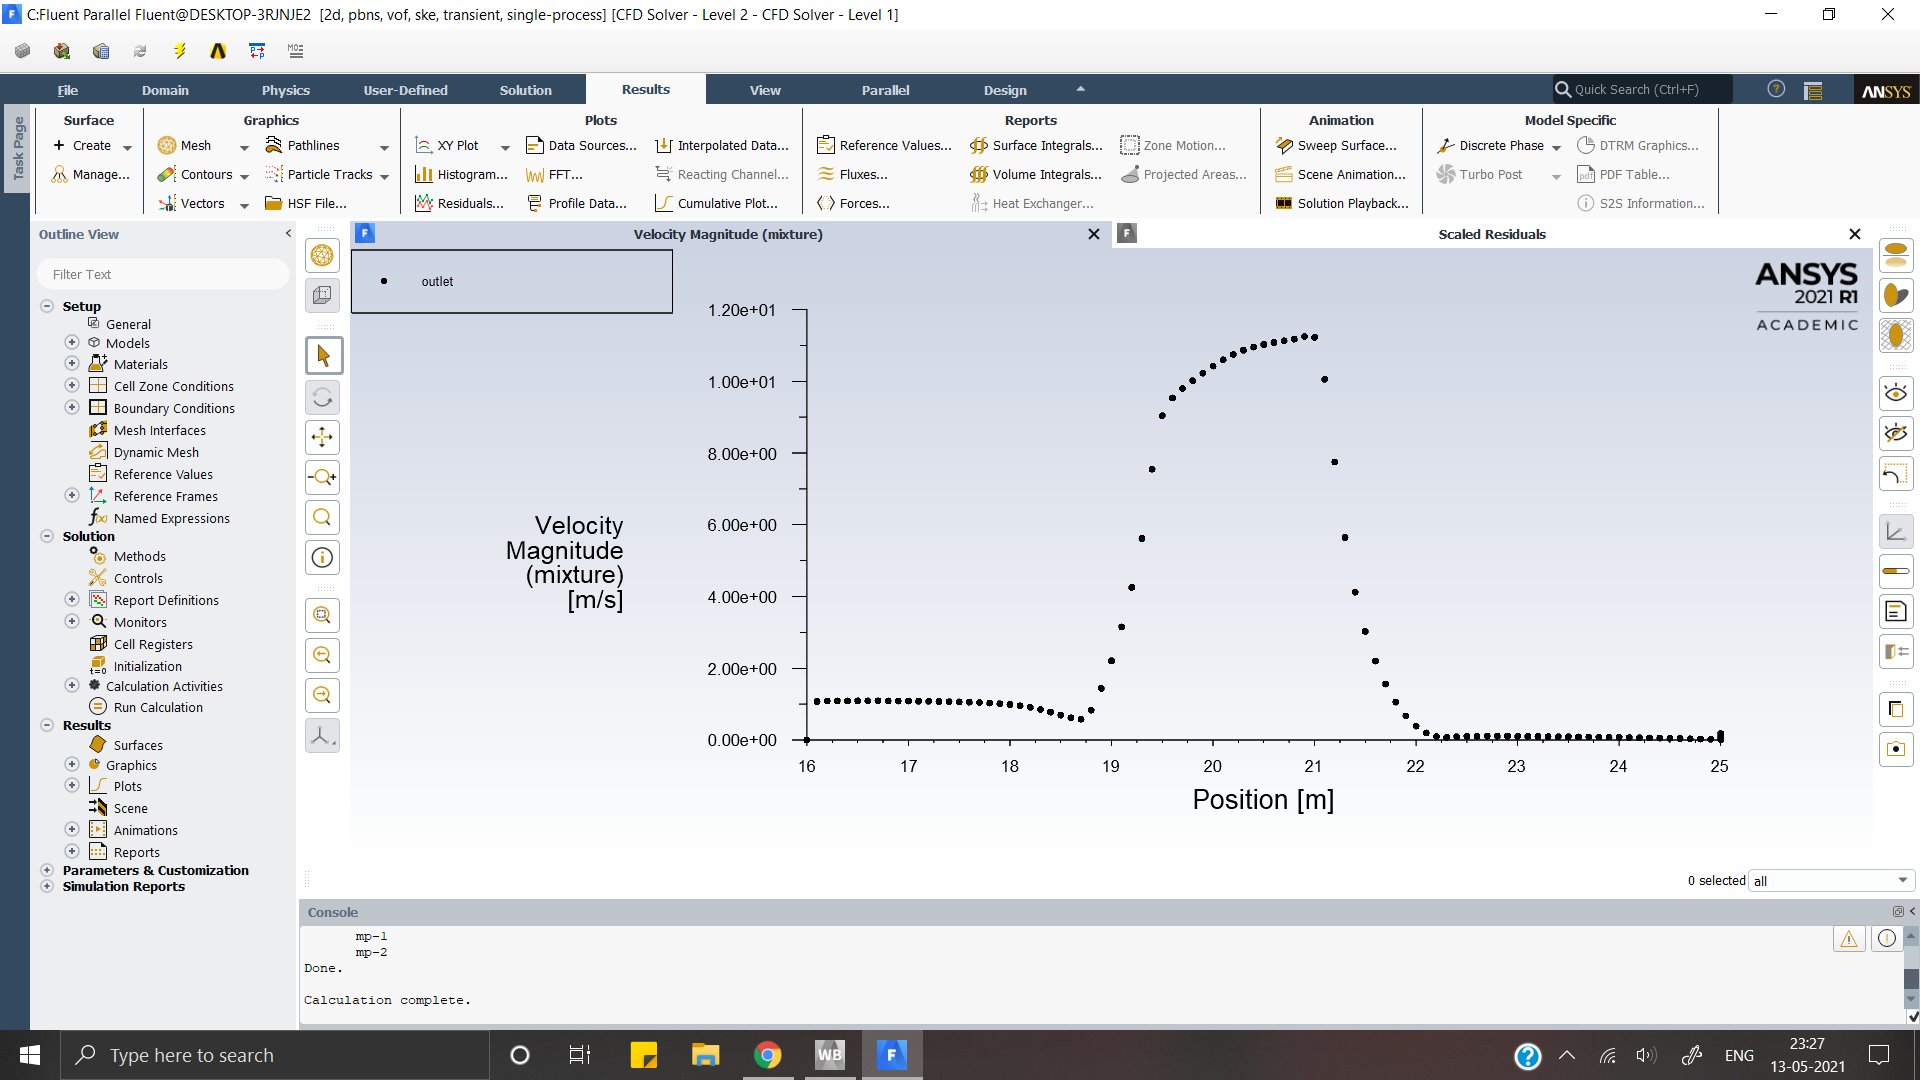 C:Fluent Parallel Fluent@DESKTOP-3RJNJE2 [2d, pbns, vof, ske, transient, single-process] [CFD Solver - Level 2 - CFD Solver - Level 1]
File Domain Physics User-Defined Solution Results View Parallel Design Quick Search (Ctrl+F) ANSYS
Task Page
Surface Graphics Plots Reports Animation Model Specific
Create Mesh Pathlines XY Plot Data Sources... Interpolated Data... Reference Values... Surface Integrals... Zone Motion... Sweep Surface... Discrete Phase DTRM Graphics...
Manage... Contours Particle Tracks Histogram... FFT... Reacting Channel... Fluxes... Volume Integrals... Projected Areas... Scene Animation... Turbo Post PDF Table...
Vectors HSF File... Residuals... Profile Data... Cumulative Plot... Forces... Heat Exchanger... Solution Playback... S2S Information...
Outline View
Filter Text
Setup
General
Models
Materials
Cell Zone Conditions
Boundary Conditions
Mesh Interfaces
Dynamic Mesh
Reference Values
Reference Frames
Named Expressions
Solution
Methods
Controls
Report Definitions
Monitors
Cell Registers
Initialization
Calculation Activities
Run Calculation
Results
Surfaces
Graphics
Plots
Scene
Animations
Reports
Parameters & Customization
Simulation Reports
Velocity Magnitude (mixture)
Scaled Residuals
outlet
ANSYS
2021 R1
ACADEMIC
1.20e+01
1.00e+01
8.00e+00
6.00e+00
4.00e+00
2.00e+00
0.00e+00
Velocity
Magnitude
(mixture)
[m/s]
16 17 18 19 20 21 22 23 24 25
Position [m]
0 selected all
Console
mp-1
mp-2
Done.
Calculation complete.
Type here to search
WB
ENG
23:27
13-05-2021